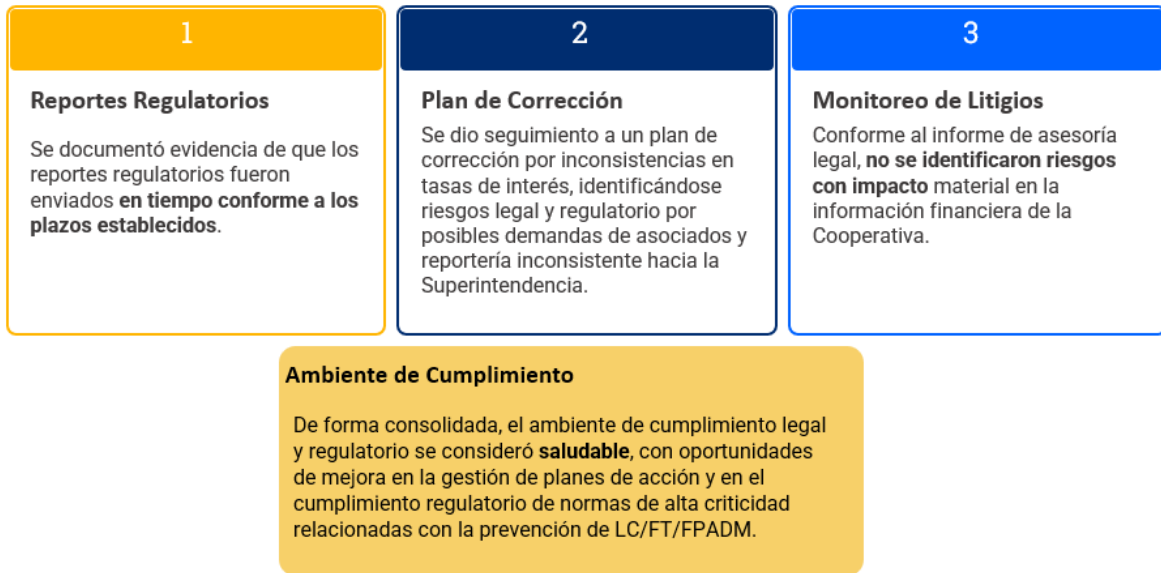 1
Reportes Regulatorios
Se documentó evidencia de que los
reportes regulatorios fueron
enviados en tiempo conforme a los
plazos establecidos.
2
Plan de Corrección
Se dio seguimiento a un plan de
corrección por inconsistencias en
tasas de interés, identificándose
riesgos legal y regulatorio por
posibles demandas de asociados y
reportería inconsistente hacia la
Superintendencia.
3
Monitoreo de Litigios
Conforme al informe de asesoría
legal, no se identificaron riesgos
con impacto material en la
información financiera de la
Cooperativa.
Ambiente de Cumplimiento
De forma consolidada, el ambiente de cumplimiento legal
y regulatorio se consideró saludable, con oportunidades
de mejora en la gestión de planes de acción y en el
cumplimiento regulatorio de normas de alta criticidad
relacionadas con la prevención de LC/FT/FPADM.